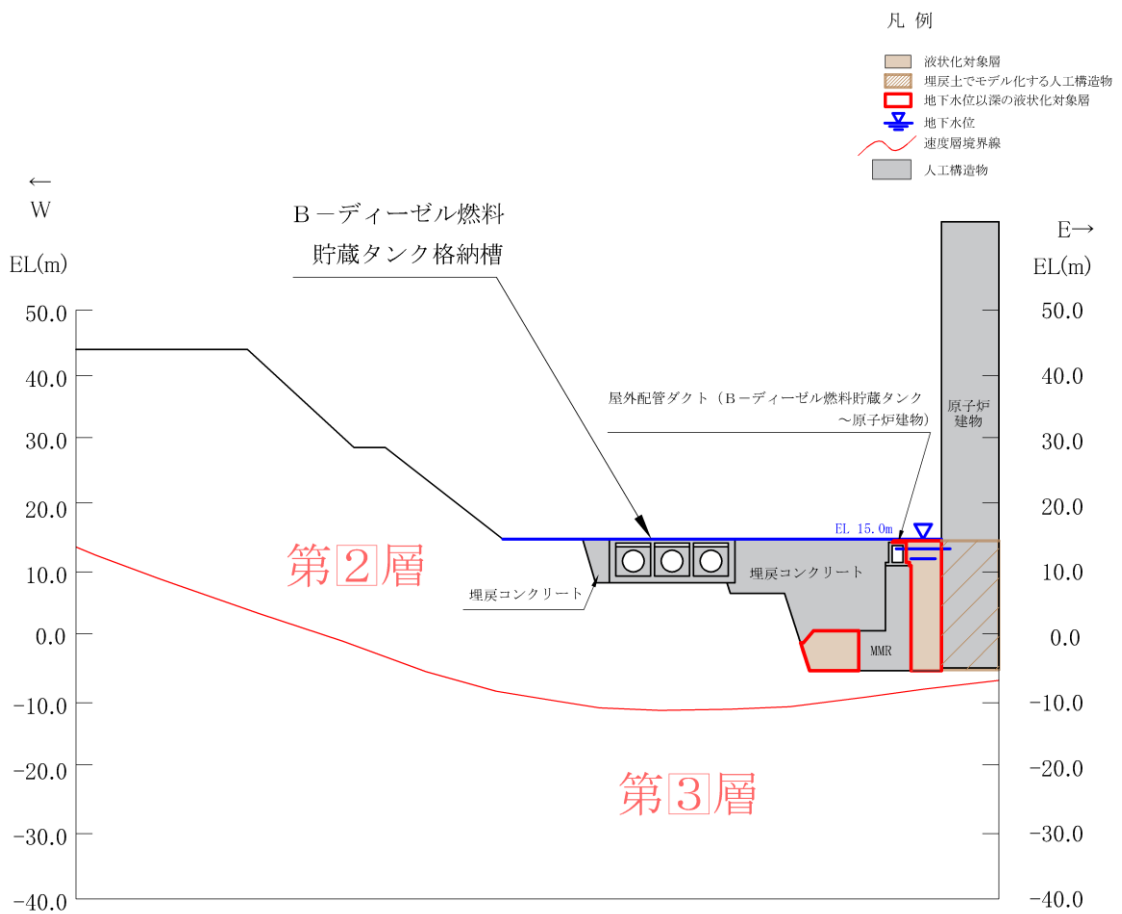 凡 例
液状化対象層
埋戻土でモデル化する人工構造物
地下水位以深の液状化対象層
地下水位
速度層境界線
人工構造物
←
W
E→
EL(m)
EL(m)
B-ディーゼル燃料
貯蔵タンク格納槽
屋外配管ダクト(B-ディーゼル燃料貯蔵タンク
~原子炉建物)
原子炉
建物
50.0
40.0
30.0
20.0
10.0
0.0
-10.0
-20.0
-30.0
-40.0
EL 15.0m
第2層
埋戻コンクリート
埋戻コンクリート
MMR
第3層
50.0
40.0
30.0
20.0
10.0
0.0
-10.0
-20.0
-30.0
-40.0